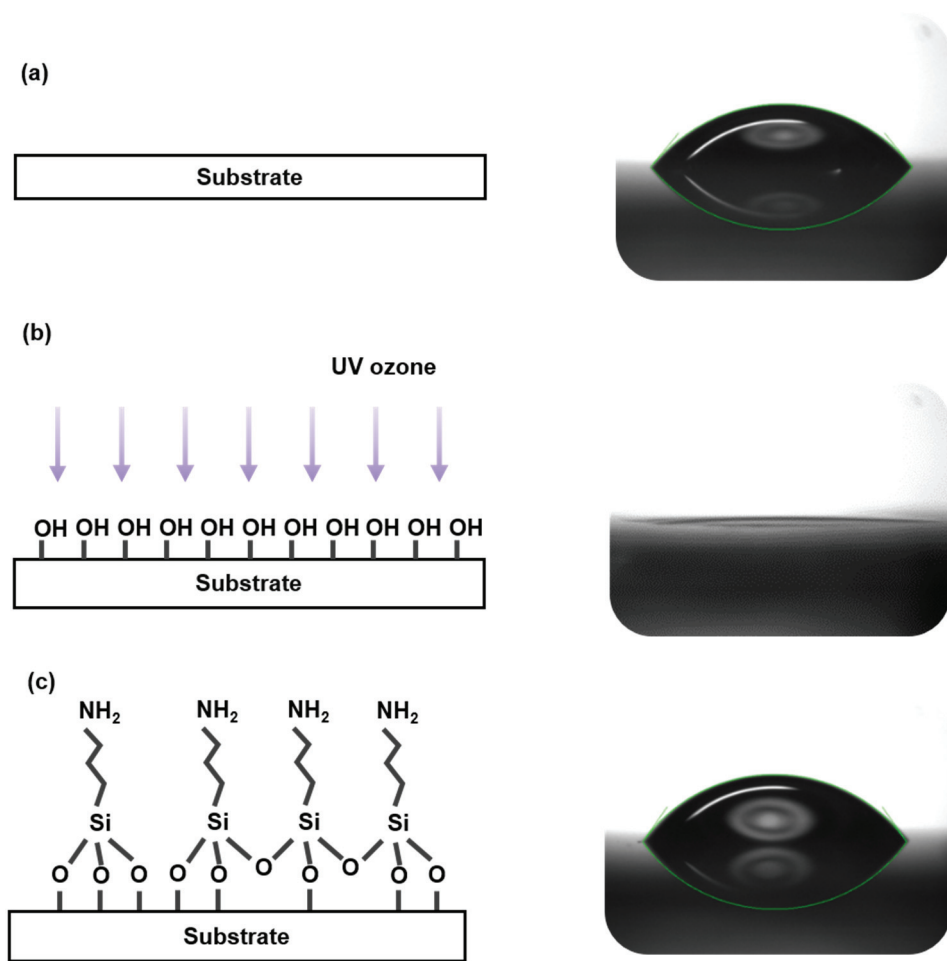 (a)
Substrate
(b)
UV ozone
OH OH OH OH OH OH OH OH OH OH OH
Substrate
(c)
NH₂ NH₂ NH₂ NH₂
Si Si Si Si
O O
O O O O O O O O O
Substrate